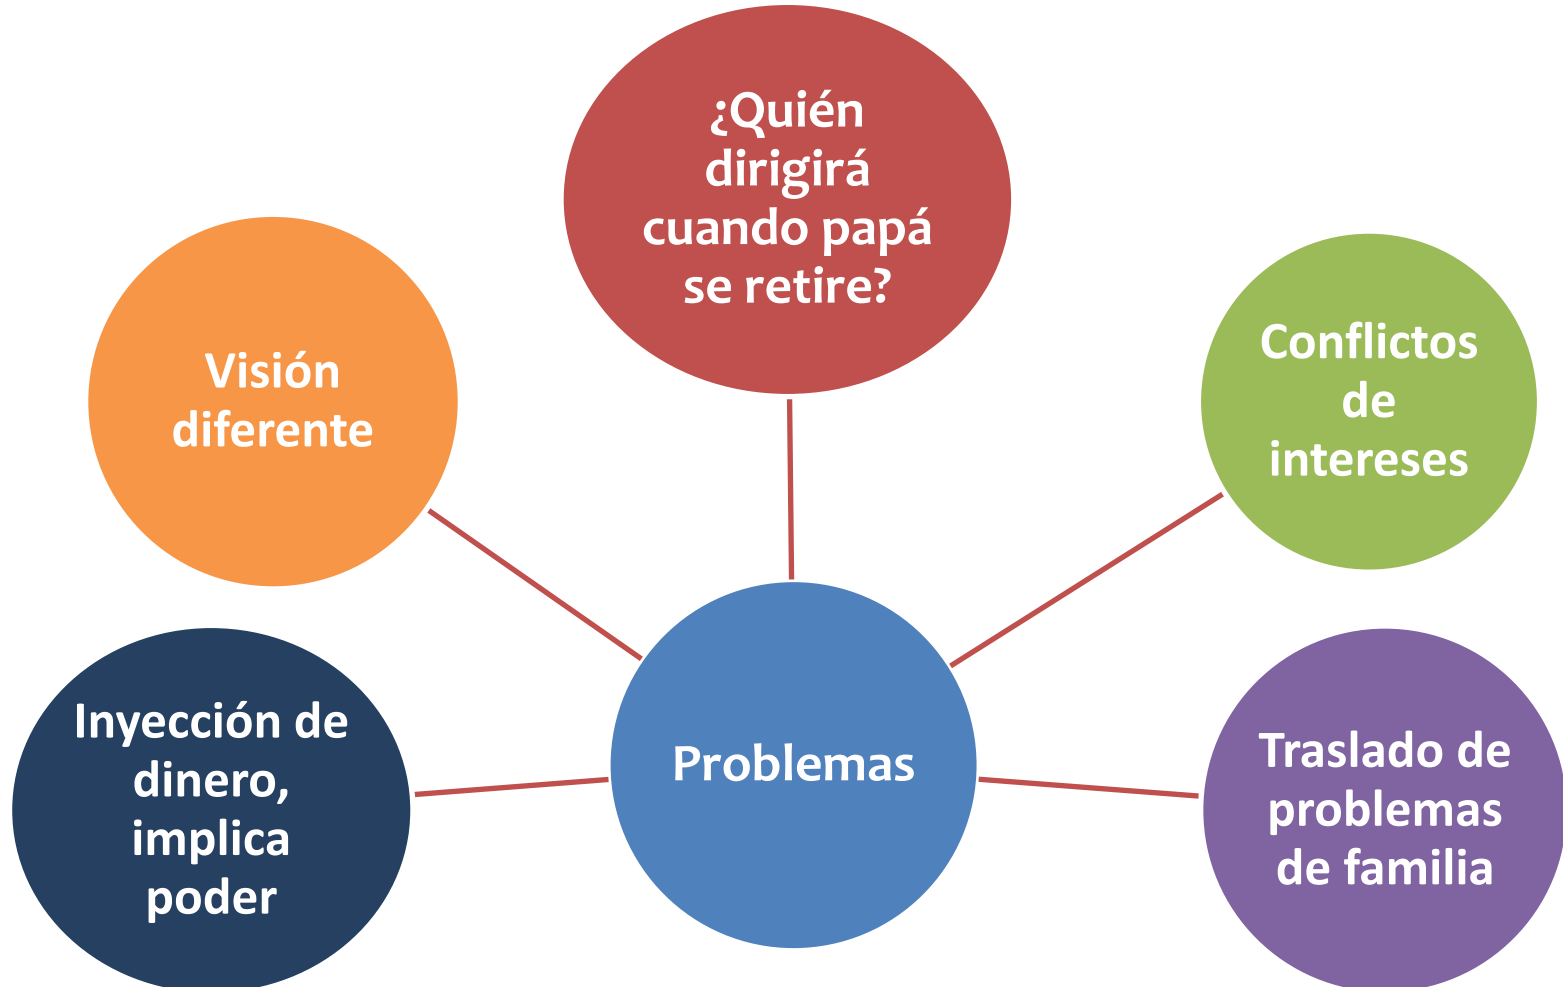 ¿Quién
dirigirá
cuando papá
se retire?
Visión
diferente
Conflictos
de
intereses
Inyección de
dinero,
implica
poder
Problemas
Traslado de
problemas
de familia